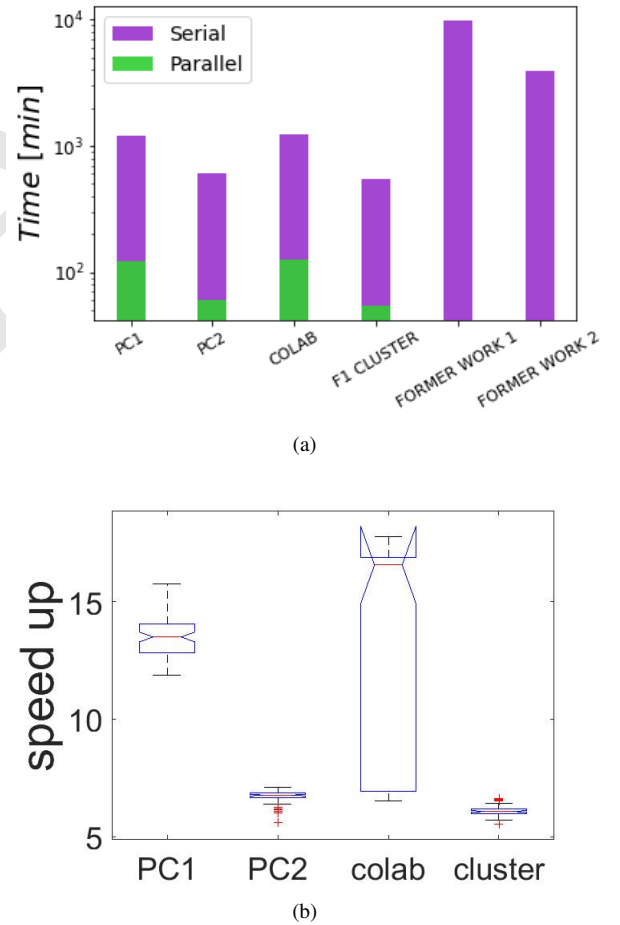 10^4
Serial
Parallel
10^3
10^2
Time [min]
PC1
PC2
COLAB
F1 CLUSTER
FORMER WORK 1
FORMER WORK 2
(a)
15
10
5
speed up
PC1 PC2 colab cluster
(b)